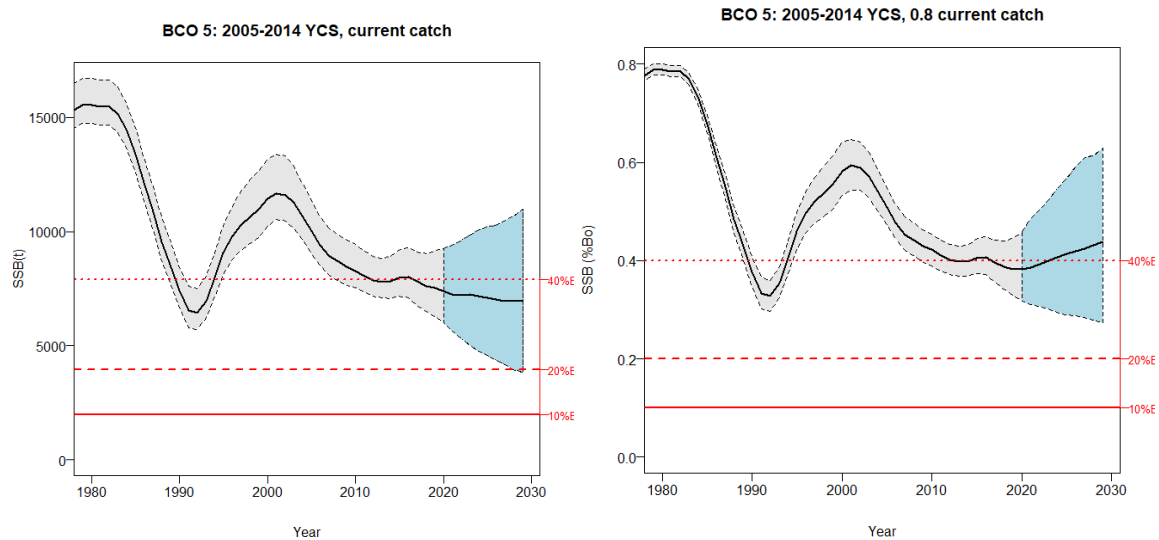 BCO 5: 2005-2014 YCS, current catch
SSB(t)
15000
10000
5000
0
40%E
20%E
10%E
1980 1990 2000 2010 2020 2030
Year
BCO 5: 2005-2014 YCS, 0.8 current catch
SSB (%Bo)
0.8
0.6
0.4
0.2
0.0
40%E
20%E
10%E
1980 1990 2000 2010 2020 2030
Year